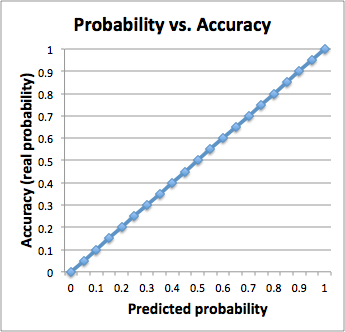 Probability vs. Accuracy
Accuracy (real probability)
1
0.9
0.8
0.7
0.6
0.5
0.4
0.3
0.2
0.1
0
0 0.1 0.2 0.3 0.4 0.5 0.6 0.7 0.8 0.9 1
Predicted probability